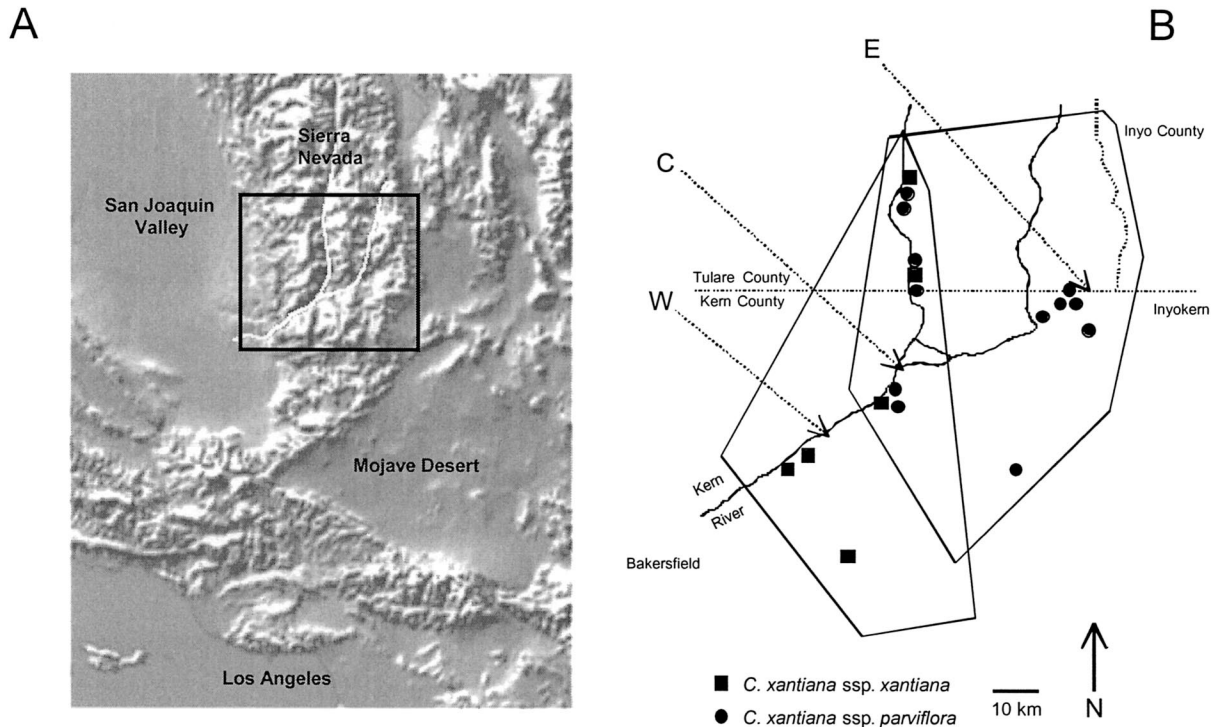 A
Sierra
Nevada
San Joaquin
Valley
Mojave Desert
Los Angeles
B
E
C
W
Inyo County
Tulare County
Kern County
Inyokern
Kern
River
Bakersfield
C. xantiana ssp. xantiana
C. xantiana ssp. parviflora
10 km
N